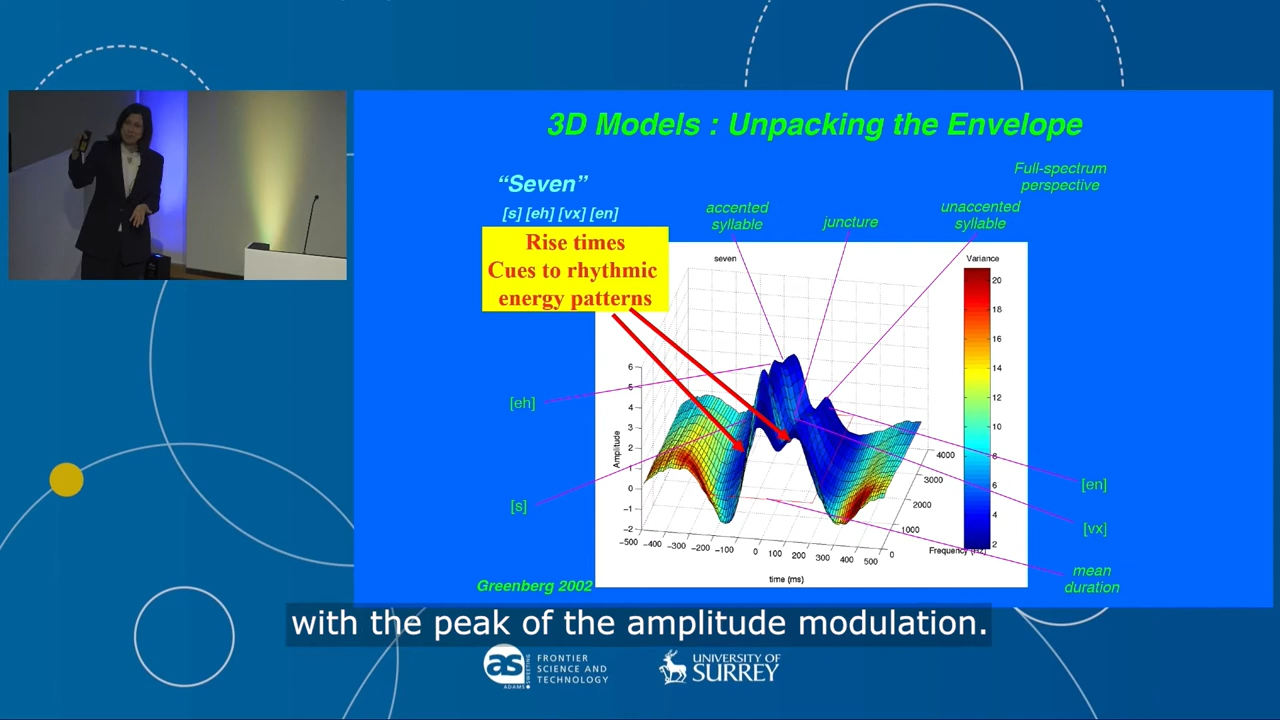 3D Models : Unpacking the Envelope
“Seven”
[s] [eh] [vx] [en]
Full-spectrum
perspective
accented
syllable
juncture
unaccented
syllable
Rise times
Cues to rhythmic
energy patterns
seven
Variance
20
18
16
14
12
10
8
6
4
2
[eh]
[s]
[en]
[vx]
mean
duration
Amplitude
6
5
4
3
2
1
0
−1
−2
−500 −400 −300 −200 −100 0 100 200 300 400 500
time (ms)
4000
3000
2000
1000
0
Frequency (Hz)
Greenberg 2002
with the peak of the amplitude modulation.
as
ADAMS
SWEETING
FRONTIER
SCIENCE AND
TECHNOLOGY
UNIVERSITY OF
SURREY